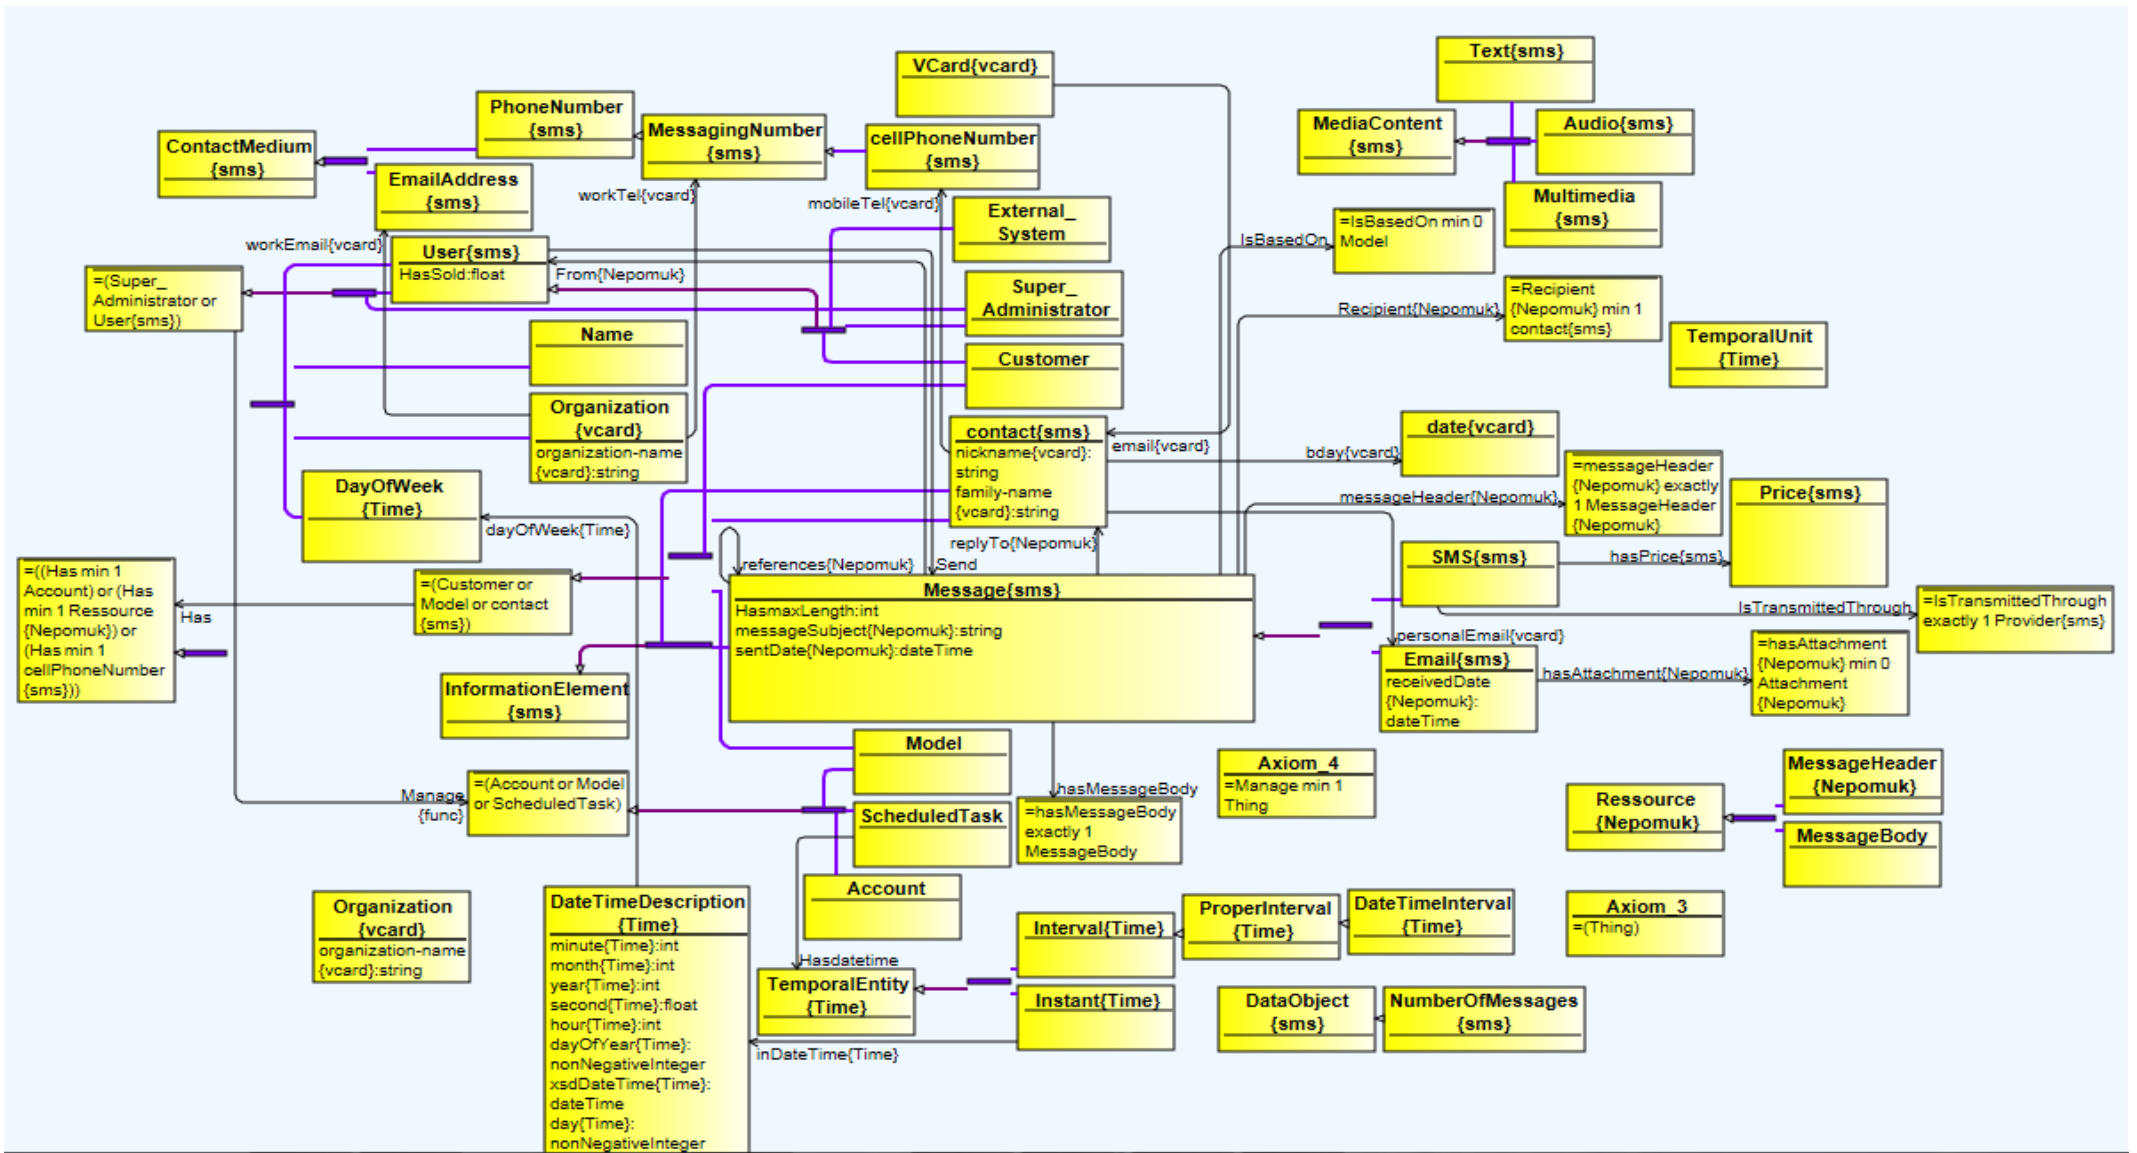 Text{sms}
VCard{vcard}
PhoneNumber
{sms}
MessagingNumber
{sms}
cellPhoneNumber
{sms}
MediaContent
{sms}
Audio{sms}
ContactMedium
{sms}
EmailAddress
{sms}
workTel{vcard}
mobileTel{vcard}
External_
System
Multimedia
{sms}
=IsBasedOn min 0
Model
IsBasedOn
workEmail{vcard}
User{sms}
HasSold:float
From{Nepomuk}
=(Super_
Administrator or
User{sms})
Super_
Administrator
Recipient{Nepomuk}
=Recipient
{Nepomuk} min 1
contact{sms}
TemporalUnit
{Time}
Name
Customer
Organization
{vcard}
organization-name
{vcard}:string
contact{sms}
nickname{vcard}:
string
family-name
{vcard}:string
email{vcard}
bday{vcard}
date{vcard}
messageHeader{Nepomuk}
=messageHeader
{Nepomuk} exactly
1 MessageHeader
{Nepomuk}
Price{sms}
DayOfWeek
{Time}
dayOfWeek{Time}
replyTo{Nepomuk}
references{Nepomuk}
Send
SMS{sms}
hasPrice{sms}
=((Has min 1
Account) or (Has
min 1 Ressource
{Nepomuk}) or
(Has min 1
cellPhoneNumber
{sms}))
Has
=(Customer or
Model or contact
{sms})
Message{sms}
HasmaxLength:int
messageSubject{Nepomuk}:string
sentDate{Nepomuk}:dateTime
IsTransmittedThrough
=IsTransmittedThrough
exactly 1 Provider{sms}
personalEmail{vcard}
Email{sms}
receivedDate
{Nepomuk}:
dateTime
hasAttachment{Nepomuk}
=hasAttachment
{Nepomuk} min 0
Attachment
{Nepomuk}
InformationElement
{sms}
Model
Manage
{func}
=(Account or Model
or ScheduledTask)
ScheduledTask
hasMessageBody
=hasMessageBody
exactly 1
MessageBody
Axiom_4
=Manage min 1
Thing
Ressource
{Nepomuk}
MessageHeader
{Nepomuk}
MessageBody
Account
Organization
{vcard}
organization-name
{vcard}:string
DateTimeDescription
{Time}
minute{Time}:int
month{Time}:int
year{Time}:int
second{Time}:float
hour{Time}:int
dayOfYear{Time}:
nonNegativeInteger
xsdDateTime{Time}:
dateTime
day{Time}:
nonNegativeInteger
Hasdatetime
TemporalEntity
{Time}
Interval{Time}
ProperInterval
{Time}
DateTimeInterval
{Time}
Axiom_3
=(Thing)
Instant{Time}
inDateTime{Time}
DataObject
{sms}
NumberOfMessages
{sms}